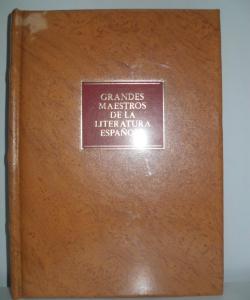 GRANDES
MAESTROS
DE LA
LITERATURA
ESPAÑOLA